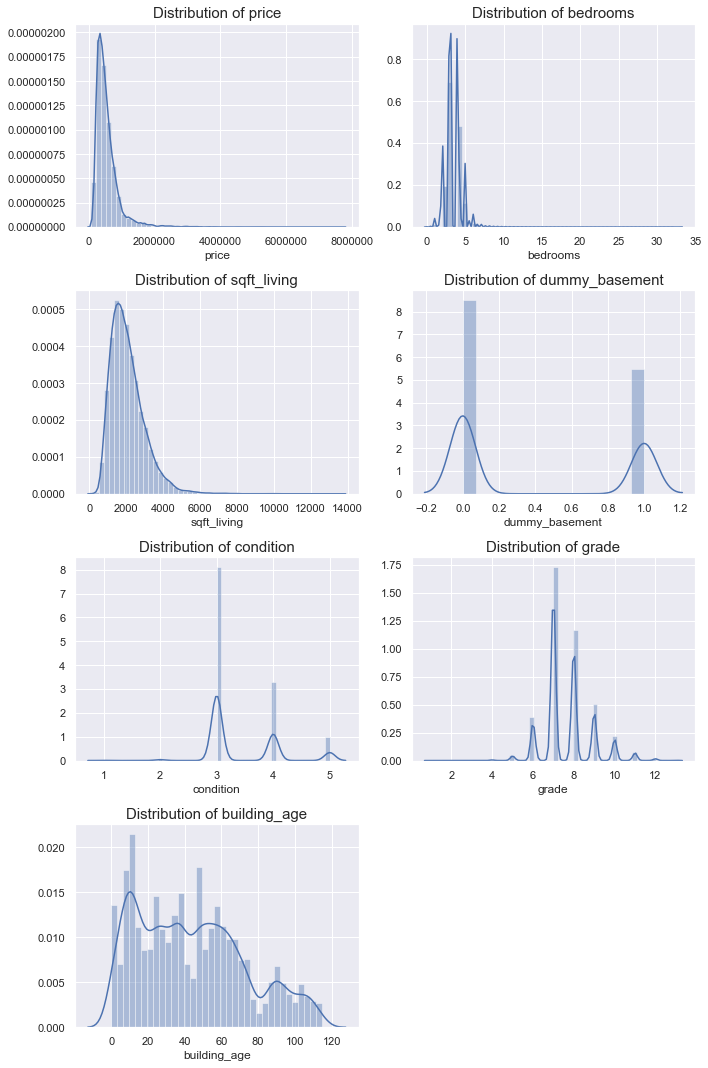 Distribution of price
0.00000200
0.00000175
0.00000150
0.00000125
0.00000100
0.00000075
0.00000050
0.00000025
0.00000000
0 2000000 4000000 6000000 8000000
price
Distribution of bedrooms
0.8
0.6
0.4
0.2
0.0
0 5 10 15 20 25 30 35
bedrooms
Distribution of sqft_living
0.0005
0.0004
0.0003
0.0002
0.0001
0.0000
0 2000 4000 6000 8000 10000 12000 14000
sqft_living
Distribution of dummy_basement
8
7
6
5
4
3
2
1
0
−0.2 0.0 0.2 0.4 0.6 0.8 1.0 1.2
dummy_basement
Distribution of condition
8
7
6
5
4
3
2
1
0
1 2 3 4 5
condition
Distribution of grade
1.75
1.50
1.25
1.00
0.75
0.50
0.25
0.00
2 4 6 8 10 12
grade
Distribution of building_age
0.020
0.015
0.010
0.005
0.000
0 20 40 60 80 100 120
building_age